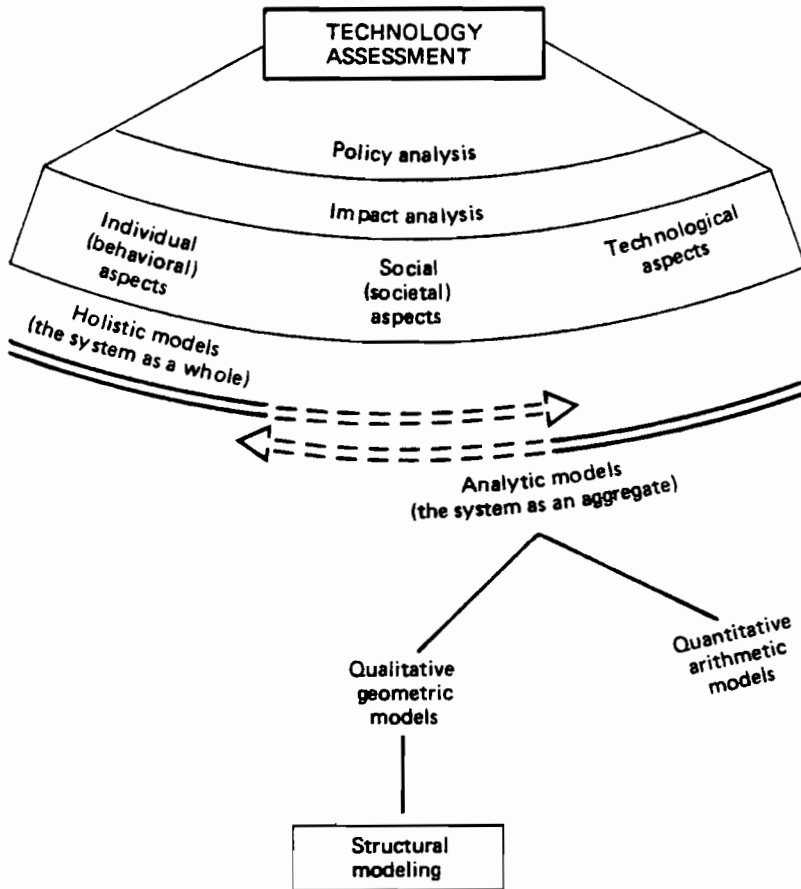 TECHNOLOGY
ASSESSMENT
Policy analysis
Impact analysis
Individual
(behavioral)
aspects
Social
(societal)
aspects
Technological
aspects
Holistic models
(the system as a whole)
Analytic models
(the system as an aggregate)
Qualitative
geometric
models
Quantitative
arithmetic
models
Structural
modeling